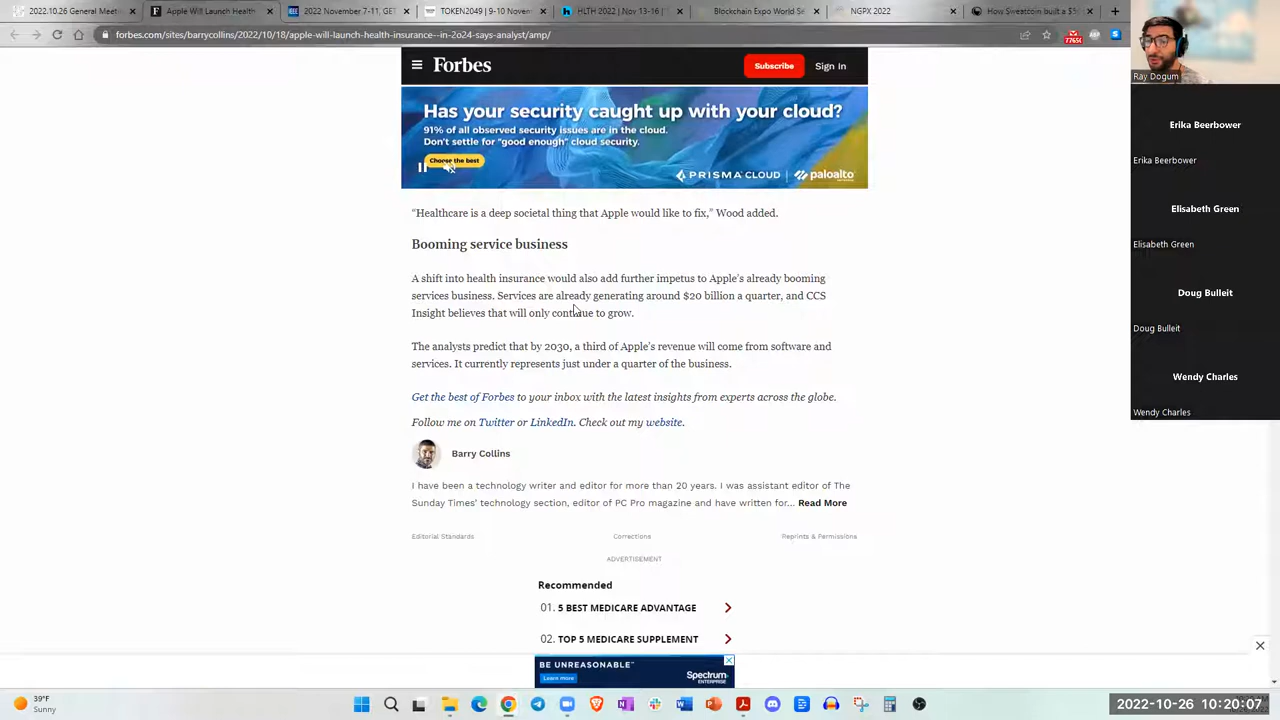 2022.10.26 General Meet
Apple Will Launch Health
IEEE 2022 November 7-11, GET
TOKEN2049 | 9-10 Nover
HLTH 2022 | Nov 13-16 |
Blockchain Expo World Se
NGPX 2022
How Sweatcoin built a $5
forbes.com/sites/barrycollins/2022/10/18/apple-will-launch-health-insurance--in-2o24-says-analyst/amp/
Forbes
Subscribe
Sign In
Has your security caught up with your cloud?
91% of all observed security issues are in the cloud.
Don't settle for "good enough" cloud security.
Choose the best
PRISMA CLOUD | paloalto
“Healthcare is a deep societal thing that Apple would like to fix,” Wood added.
Booming service business
A shift into health insurance would also add further impetus to Apple’s already booming
services business. Services are already generating around $20 billion a quarter, and CCS
Insight believes that will only continue to grow.
The analysts predict that by 2030, a third of Apple’s revenue will come from software and
services. It currently represents just under a quarter of the business.
Get the best of Forbes to your inbox with the latest insights from experts across the globe.
Follow me on Twitter or LinkedIn. Check out my website.
Barry Collins
I have been a technology writer and editor for more than 20 years. I was assistant editor of The
Sunday Times’ technology section, editor of PC Pro magazine and have written for... Read More
Editorial Standards
Corrections
Reprints & Permissions
ADVERTISEMENT
Recommended
01. 5 BEST MEDICARE ADVANTAGE
02. TOP 5 MEDICARE SUPPLEMENT
BE UNREASONABLE™
Learn more
Spectrum
ENTERPRISE
Ray Dogum
Erika Beerbower
Erika Beerbower
Elisabeth Green
Elisabeth Green
Doug Bulleit
Doug Bulleit
Wendy Charles
Wendy Charles
Sunny
2022-10-26 10:20:07